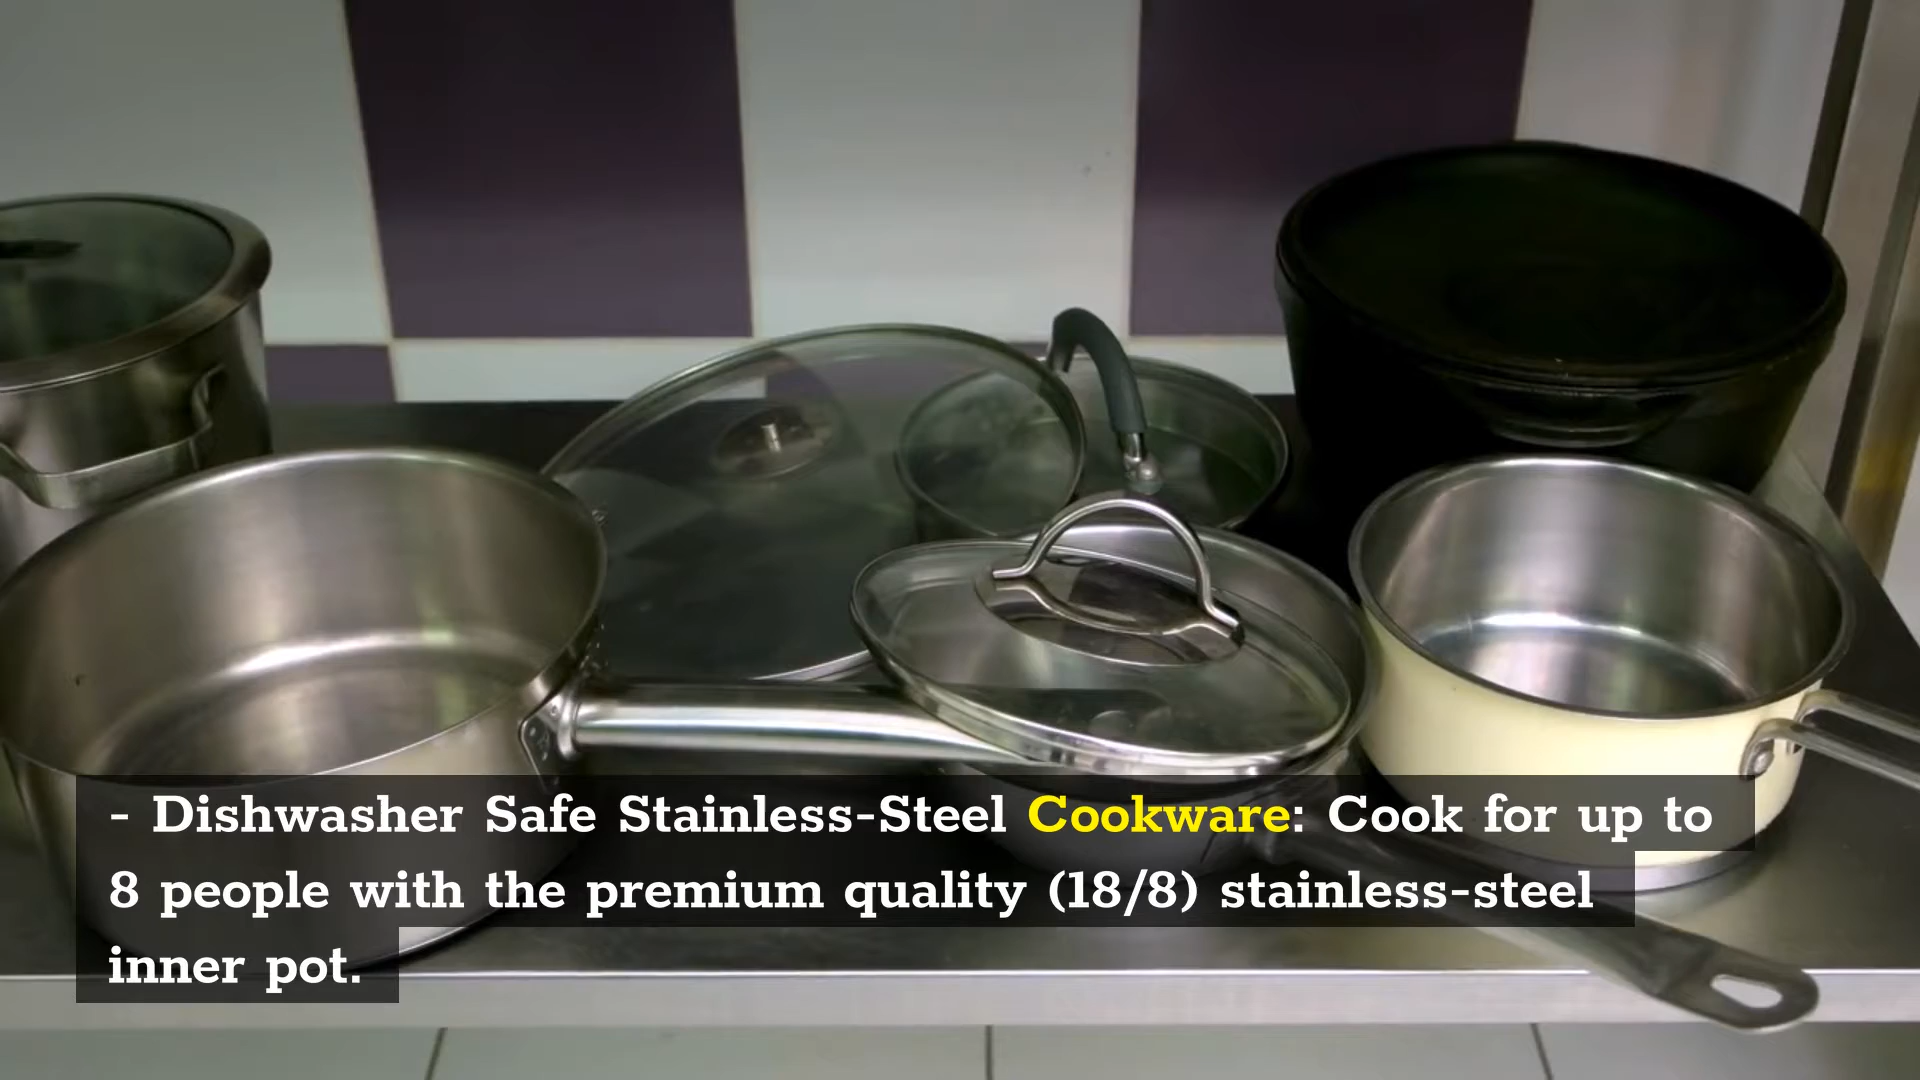 - Dishwasher Safe Stainless-Steel Cookware: Cook for up to
8 people with the premium quality (18/8) stainless-steel
inner pot.